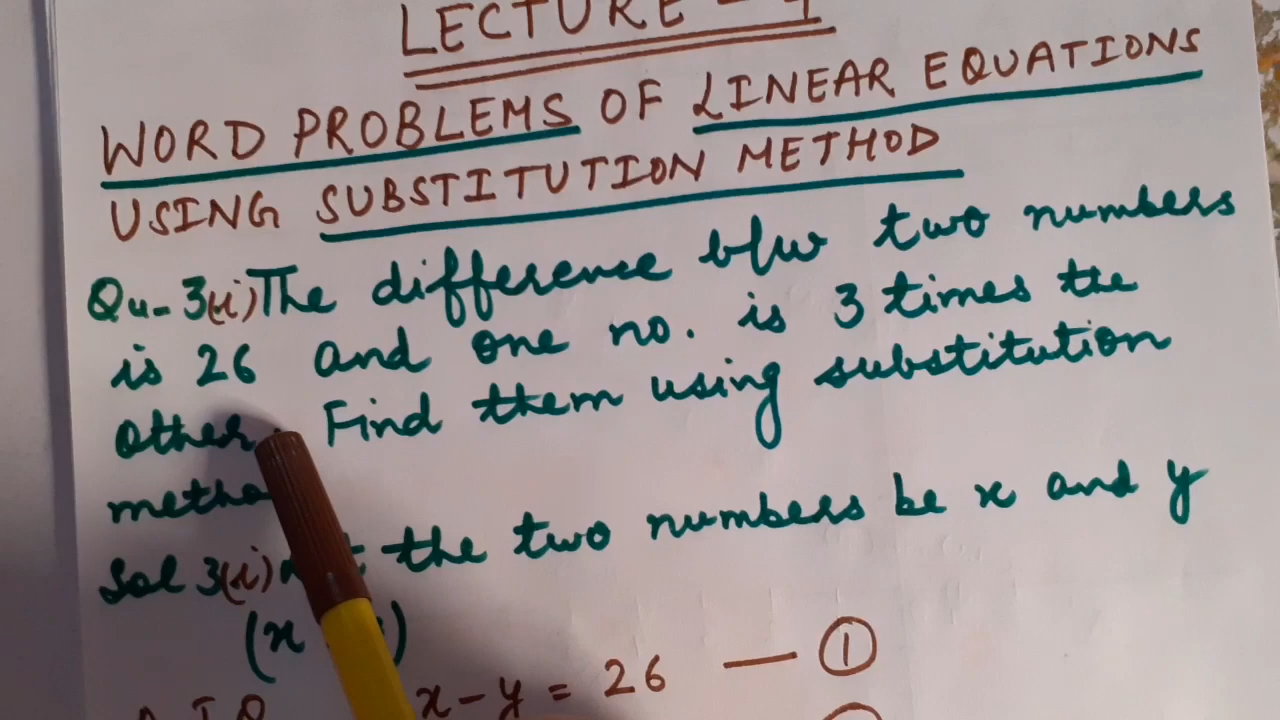 LECTURE -
WORD PROBLEMS OF LINEAR EQUATIONS
USING SUBSTITUTION METHOD
Qu-3(i) The difference b/w two numbers
is 26 and one no. is 3 times the
other. Find them using substitution
Sol 3(i) the two numbers be x and y
(x
x-y = 26 — ①